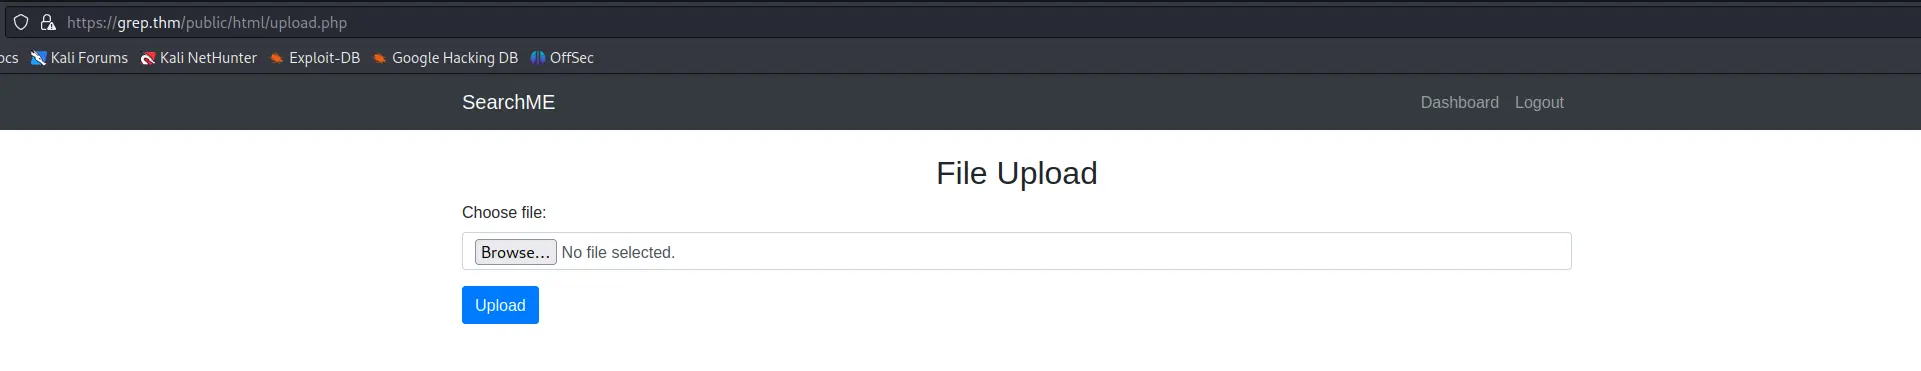 https://grep.thm/public/html/upload.php
ocs Kali Forums Kali NetHunter Exploit-DB Google Hacking DB OffSec
SearchME Dashboard Logout
File Upload
Choose file:
Browse... No file selected.
Upload